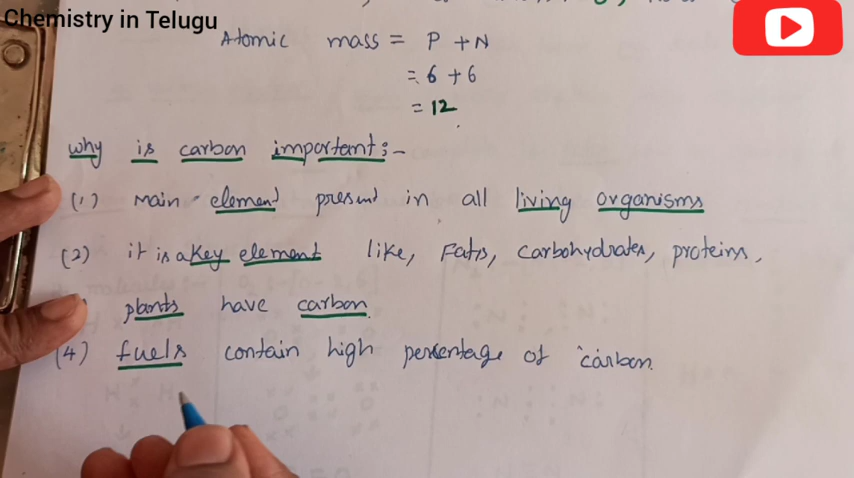 Chemistry in Telugu
Atomic mass = P + N
= 6 + 6
= 12
why is carbon important :-
(1) main element present in all living organisms
(2) it is a key element like, Fats, carbohydrates, proteins,
plants have carbon.
(4) fuels contain high percentage of carbon.